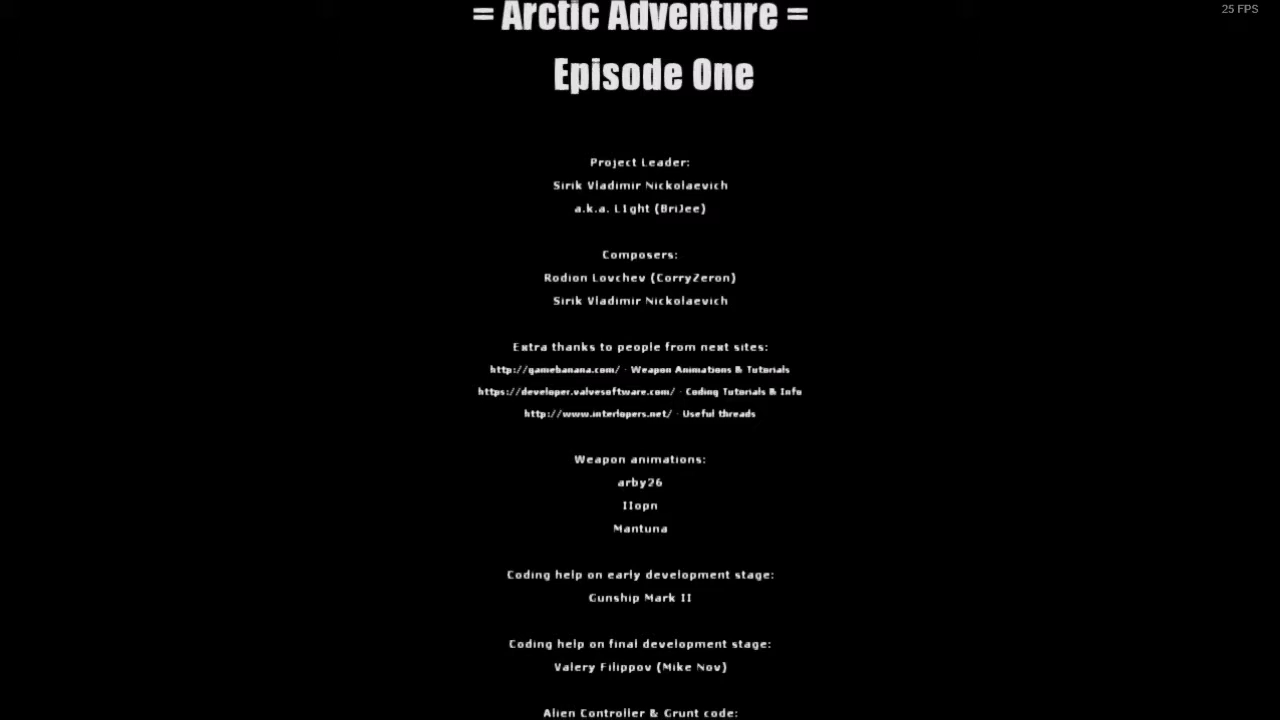 = Arctic Adventure =
25 FPS
Episode One
Project Leader:
Sirik Vladimir Nickolaevich
a.k.a. L1ght (BriJee)
Composers:
Rodion Lovchev (CorryZeron)
Sirik Vladimir Nickolaevich
Extra thanks to people from next sites:
http://gamebanana.com/ - Weapon Animations & Tutorials
https://developer.valvesoftware.com/ - Coding Tutorials & Info
http://www.interlopers.net/ - Useful threads
Weapon animations:
arby26
IIopn
Mantuna
Coding help on early development stage:
Gunship Mark II
Coding help on final development stage:
Valery Filippov (Mike Nov)
Alien Controller & Grunt code: